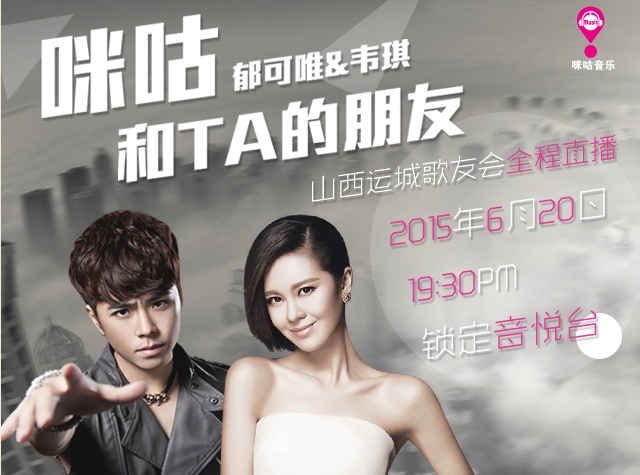 咪咕
郁可唯&韦琪
和TA的朋友
Music
咪咕音乐
山西运城歌友会全程直播
2015年6月20日
19:30PM
锁定音悦台